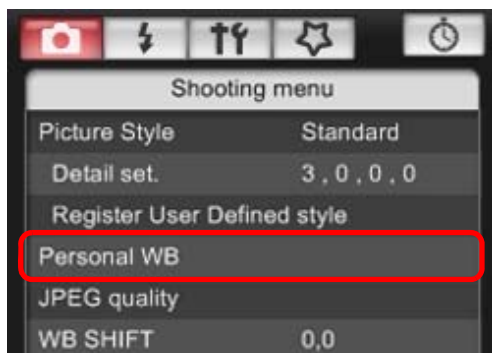 Shooting menu
Picture Style Standard
Detail set. 3 , 0 , 0 , 0
Register User Defined style
Personal WB
JPEG quality
WB SHIFT 0,0